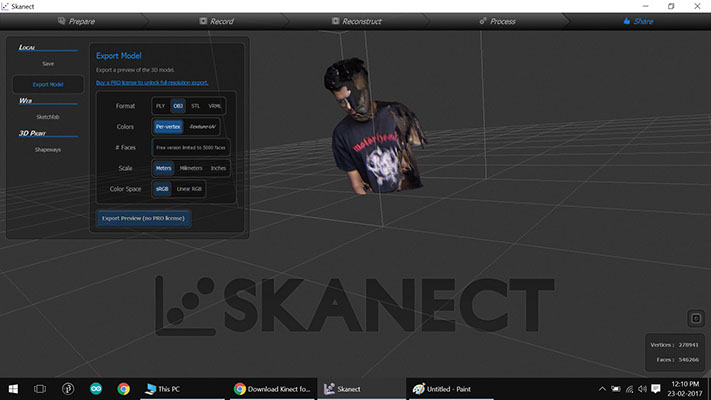 Skanect
Prepare
Record
Reconstruct
Process
Share
Local
Save
Export Model
Web
Sketchfab
3D Print
Shapeways
Export Model
Export a preview of the 3D model.
Buy a PRO license to unlock full resolution export.
Format PLY OBJ STL VRML
Colors Per-vertex Texture UV
# Faces Free version limited to 5000 faces
Scale Meters Millimeters Inches
Color Space sRGB Linear RGB
Export Preview (no PRO license)
motorhead
SKANECT
Vertices : 278941
Faces : 546266
This PC
Download Kinect fo...
Skanect
Untitled - Paint
12:10 PM
23-02-2017